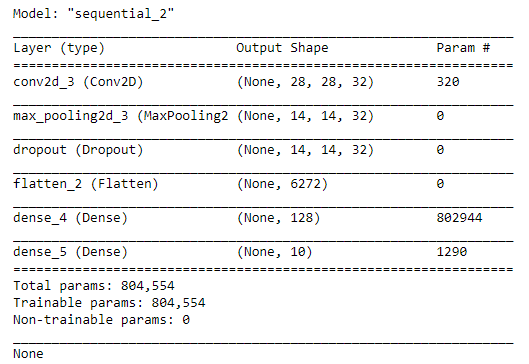 Model: "sequential_2"
_________________________________________________________________
Layer (type)                 Output Shape              Param #
=================================================================
conv2d_3 (Conv2D)            (None, 28, 28, 32)        320
_________________________________________________________________
max_pooling2d_3 (MaxPooling2 (None, 14, 14, 32)        0
_________________________________________________________________
dropout (Dropout)            (None, 14, 14, 32)        0
_________________________________________________________________
flatten_2 (Flatten)          (None, 6272)              0
_________________________________________________________________
dense_4 (Dense)              (None, 128)               802944
_________________________________________________________________
dense_5 (Dense)              (None, 10)                1290
=================================================================
Total params: 804,554
Trainable params: 804,554
Non-trainable params: 0
_________________________________________________________________
None